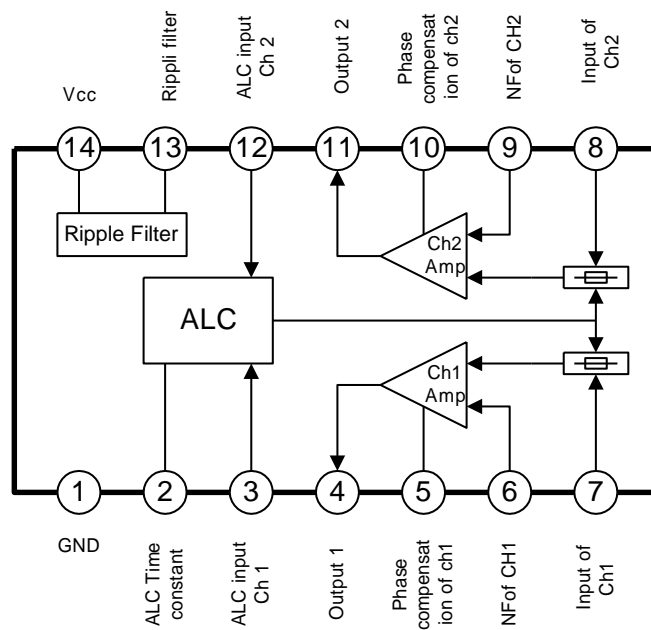 Vcc
Rippli filter
ALC input
Ch 2
Output 2
Phase
compensat
ion of ch2
NFof CH2
Input of
Ch2
14
13
12
11
10
9
8
Ripple Filter
Ch2
Amp
ALC
Ch1
Amp
1
2
3
4
5
6
7
GND
ALC Time
constant
ALC input
Ch 1
Output 1
Phase
compensat
ion of ch1
NFof CH1
Input of
Ch1